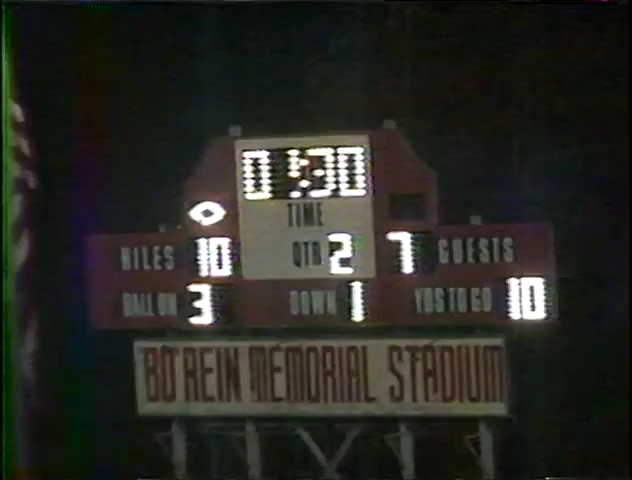 01:30
TIME
NILES 10 QTR 2 7 GUESTS
BALL ON 3 DOWN 1 YDS TO GO 10
BO REIN MEMORIAL STADIUM